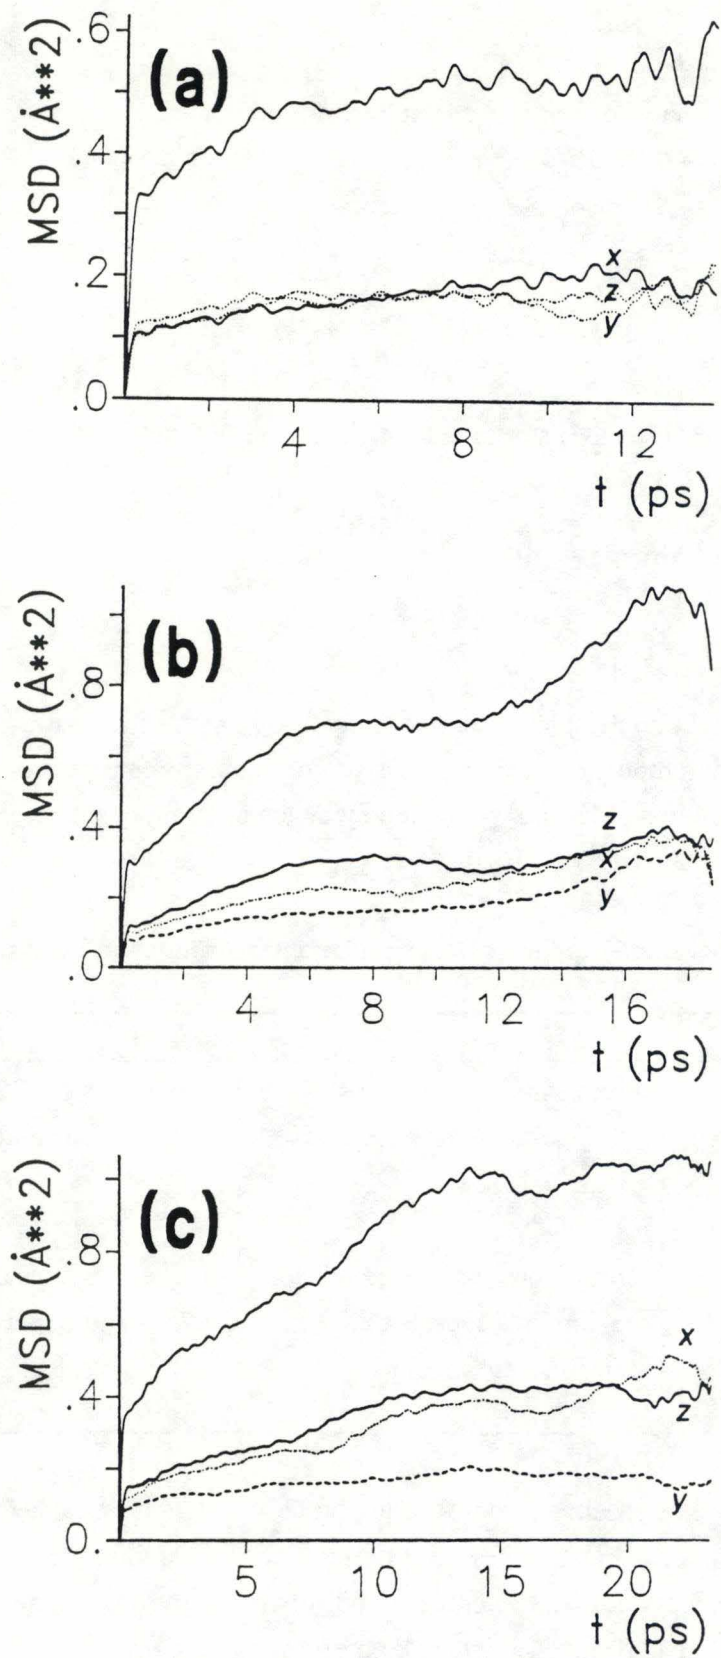 (a)
MSD (Å**2)
.6
.4
.2
.0
x
z
y
4 8 12
t (ps)
(b)
MSD (Å**2)
.8
.4
.0
z
x
y
4 8 12 16
t (ps)
(c)
MSD (Å**2)
.8
.4
0.
x
z
y
5 10 15 20
t (ps)